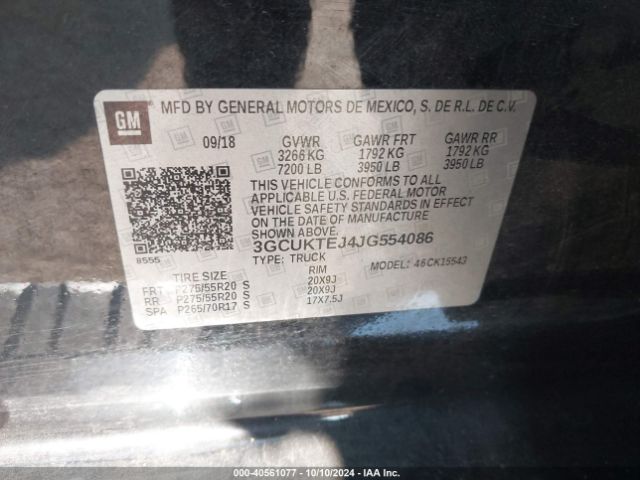 GM MFD BY GENERAL MOTORS DE MEXICO, S. DE R.L. DE C.V.
09/18 GVWR GAWR FRT GAWR RR
3266 KG 1792 KG 1792 KG
7200 LB 3950 LB 3950 LB
THIS VEHICLE CONFORMS TO ALL
APPLICABLE U.S. FEDERAL MOTOR
VEHICLE SAFETY STANDARDS IN EFFECT
ON THE DATE OF MANUFACTURE
SHOWN ABOVE.
8555 3GCUKTEJ4JG554086
TYPE: TRUCK MODEL: 46CK15543
TIRE SIZE RIM
FRT P275/55R20 S 20X9J
RR P275/55R20 S 20X9J
SPA P265/70R17 S 17X7.5J
000-40561077 - 10/10/2024 - IAA Inc.